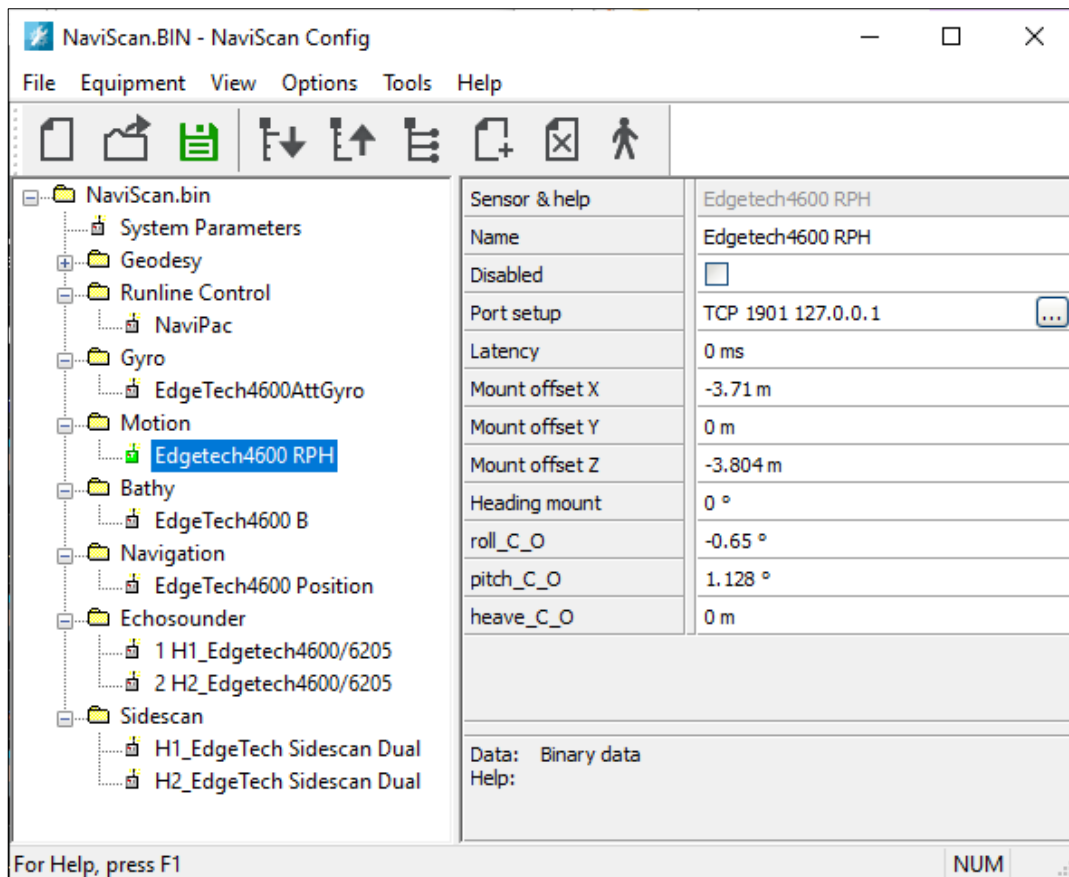 NaviScan.BIN - NaviScan Config
File Equipment View Options Tools Help
NaviScan.bin
System Parameters
Geodesy
Runline Control
NaviPac
Gyro
EdgeTech4600AttGyro
Motion
Edgetech4600 RPH
Bathy
EdgeTech4600 B
Navigation
EdgeTech4600 Position
Echosounder
1 H1_Edgetech4600/6205
2 H2_Edgetech4600/6205
Sidescan
H1_EdgeTech Sidescan Dual
H2_EdgeTech Sidescan Dual
Sensor & help Edgetech4600 RPH
Name Edgetech4600 RPH
Disabled
Port setup TCP 1901 127.0.0.1 ...
Latency 0 ms
Mount offset X -3.71 m
Mount offset Y 0 m
Mount offset Z -3.804 m
Heading mount 0 °
roll_C_O -0.65 °
pitch_C_O 1.128 °
heave_C_O 0 m
Data: Binary data
Help:
For Help, press F1 NUM